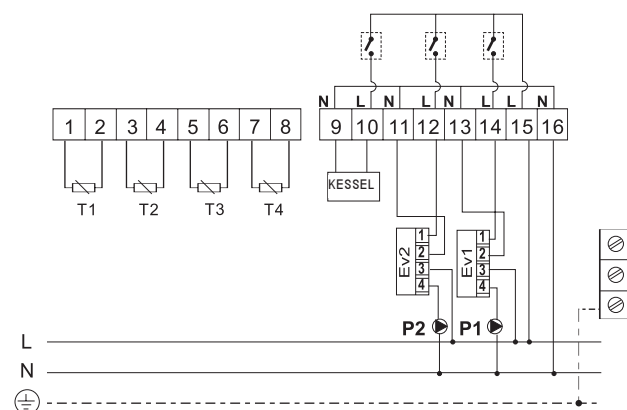 N L N L N L L N
1 2 3 4 5 6 7 8 9 10 11 12 13 14 15 16
KESSEL
T1 T2 T3 T4
Ev2 1 2 3 4
Ev1 1 2 3 4
P2 P1
L
N